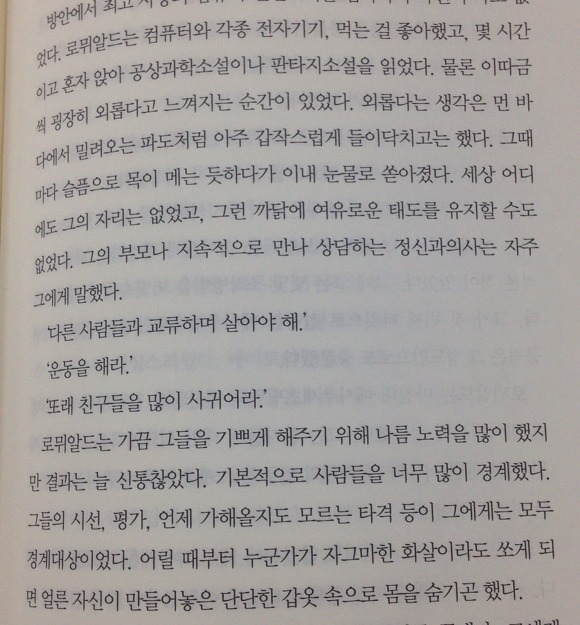 방안에서 최고
었다. 로뮈알드는 컴퓨터와 각종 전자기기, 먹는 걸 좋아했고, 몇 시간
이고 혼자 앉아 공상과학소설이나 판타지소설을 읽었다. 물론 이따금
씩 굉장히 외롭다고 느껴지는 순간이 있었다. 외롭다는 생각은 먼 바
다에서 밀려오는 파도처럼 아주 갑작스럽게 들이닥치고는 했다. 그때
마다 슬픔으로 목이 메는 듯하다가 이내 눈물로 쏟아졌다. 세상 어디
에도 그의 자리는 없었고, 그런 까닭에 여유로운 태도를 유지할 수도
없었다. 그의 부모나 지속적으로 만나 상담하는 정신과의사는 자주
그에게 말했다.
‘다른 사람들과 교류하며 살아야 해.’
‘운동을 해라.’
‘또래 친구들을 많이 사귀어라.’
로뮈알드는 가끔 그들을 기쁘게 해주기 위해 나름 노력을 많이 했지
만 결과는 늘 신통찮았다. 기본적으로 사람들을 너무 많이 경계했다.
그들의 시선, 평가, 언제 가해올지도 모르는 타격 등이 그에게는 모두
경계대상이었다. 어릴 때부터 누군가가 자그마한 화살이라도 쏘게 되
면 얼른 자신이 만들어놓은 단단한 갑옷 속으로 몸을 숨기곤 했다.